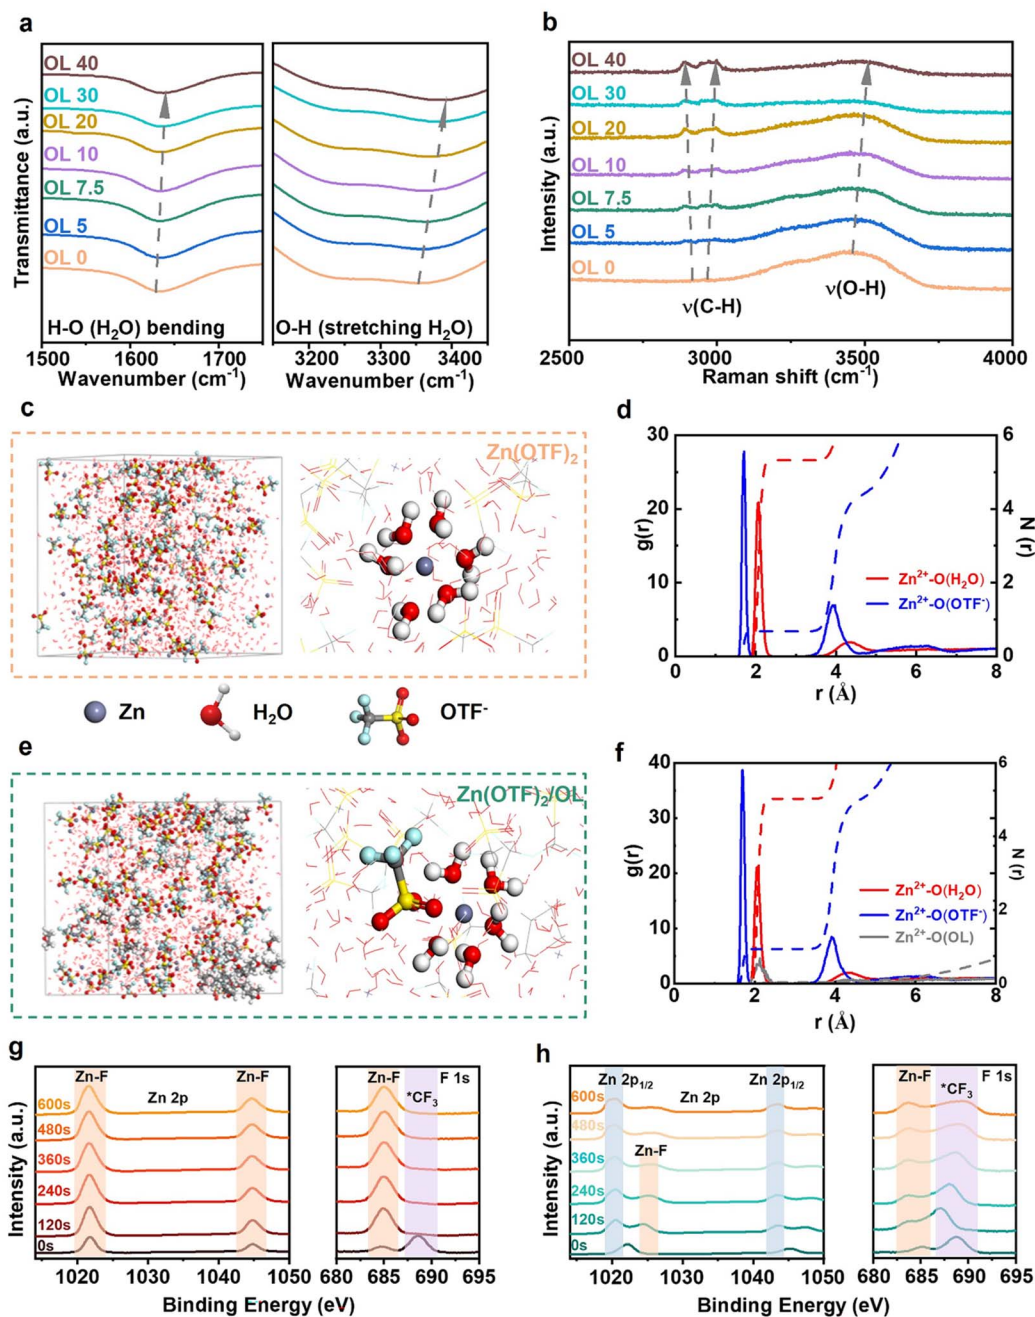 a
OL 40
OL 30
OL 20
OL 10
OL 7.5
OL 5
OL 0
H-O (H₂O) bending
O-H (stretching H₂O)
Transmittance (a.u.)
1500 1600 1700
3200 3300 3400
Wavenumber (cm⁻¹)
Wavenumber (cm⁻¹)
b
OL 40
OL 30
OL 20
OL 10
OL 7.5
OL 5
OL 0
ν(C-H)
ν(O-H)
Intensity (a.u.)
2500 3000 3500 4000
Raman shift (cm⁻¹)
c
Zn(OTF)₂
Zn
H₂O
OTF⁻
d
30
20
10
0
g(r)
6
4
2
0
N (r)
Zn²⁺-O(H₂O)
Zn²⁺-O(OTF⁻)
0 2 4 6 8
r (Å)
e
Zn(OTF)₂/OL
f
40
30
20
10
0
g(r)
6
4
2
0
N (r)
Zn²⁺-O(H₂O)
Zn²⁺-O(OTF⁻)
Zn²⁺-O(OL)
0 2 4 6 8
r (Å)
g
Zn-F
Zn 2p
Zn-F
Zn-F
F 1s
*CF₃
600s
480s
360s
240s
120s
0s
Intensity (a.u.)
1020 1030 1040 1050
680 685 690 695
Binding Energy (eV)
h
Zn 2p₁/₂
Zn 2p
Zn 2p₁/₂
Zn-F
Zn-F
F 1s
*CF₃
600s
480s
360s
240s
120s
0s
Intensity (a.u.)
1020 1030 1040 1050
680 685 690 695
Binding Energy (eV)